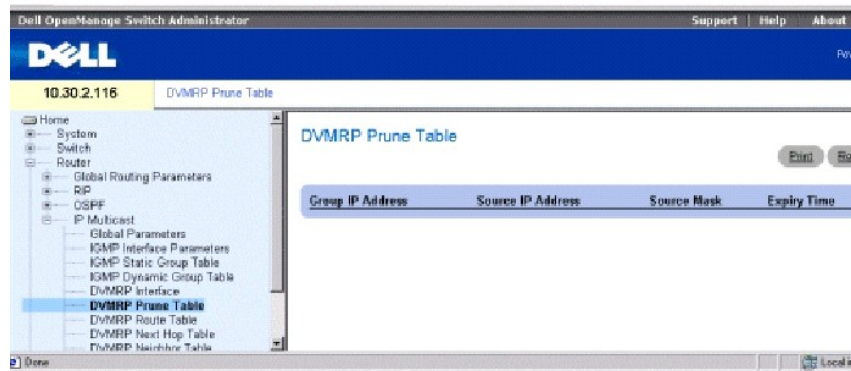 Dell OpenManage Switch Administrator Support | Help About
DELL
10.30.2.116 DVMRP Prune Table
Home
System
Switch
Router
Global Routing Parameters
RIP
OSPF
IP Multicast
Global Parameters
IGMP Interface Parameters
IGMP Static Group Table
IGMP Dynamic Group Table
DVMRP Interface
DVMRP Prune Table
DVMRP Route Table
DVMRP Next Hop Table
DVMRP Neighbor Table
DVMRP Prune Table
Print
Group IP Address Source IP Address Source Mask Expiry Time
Done
Local